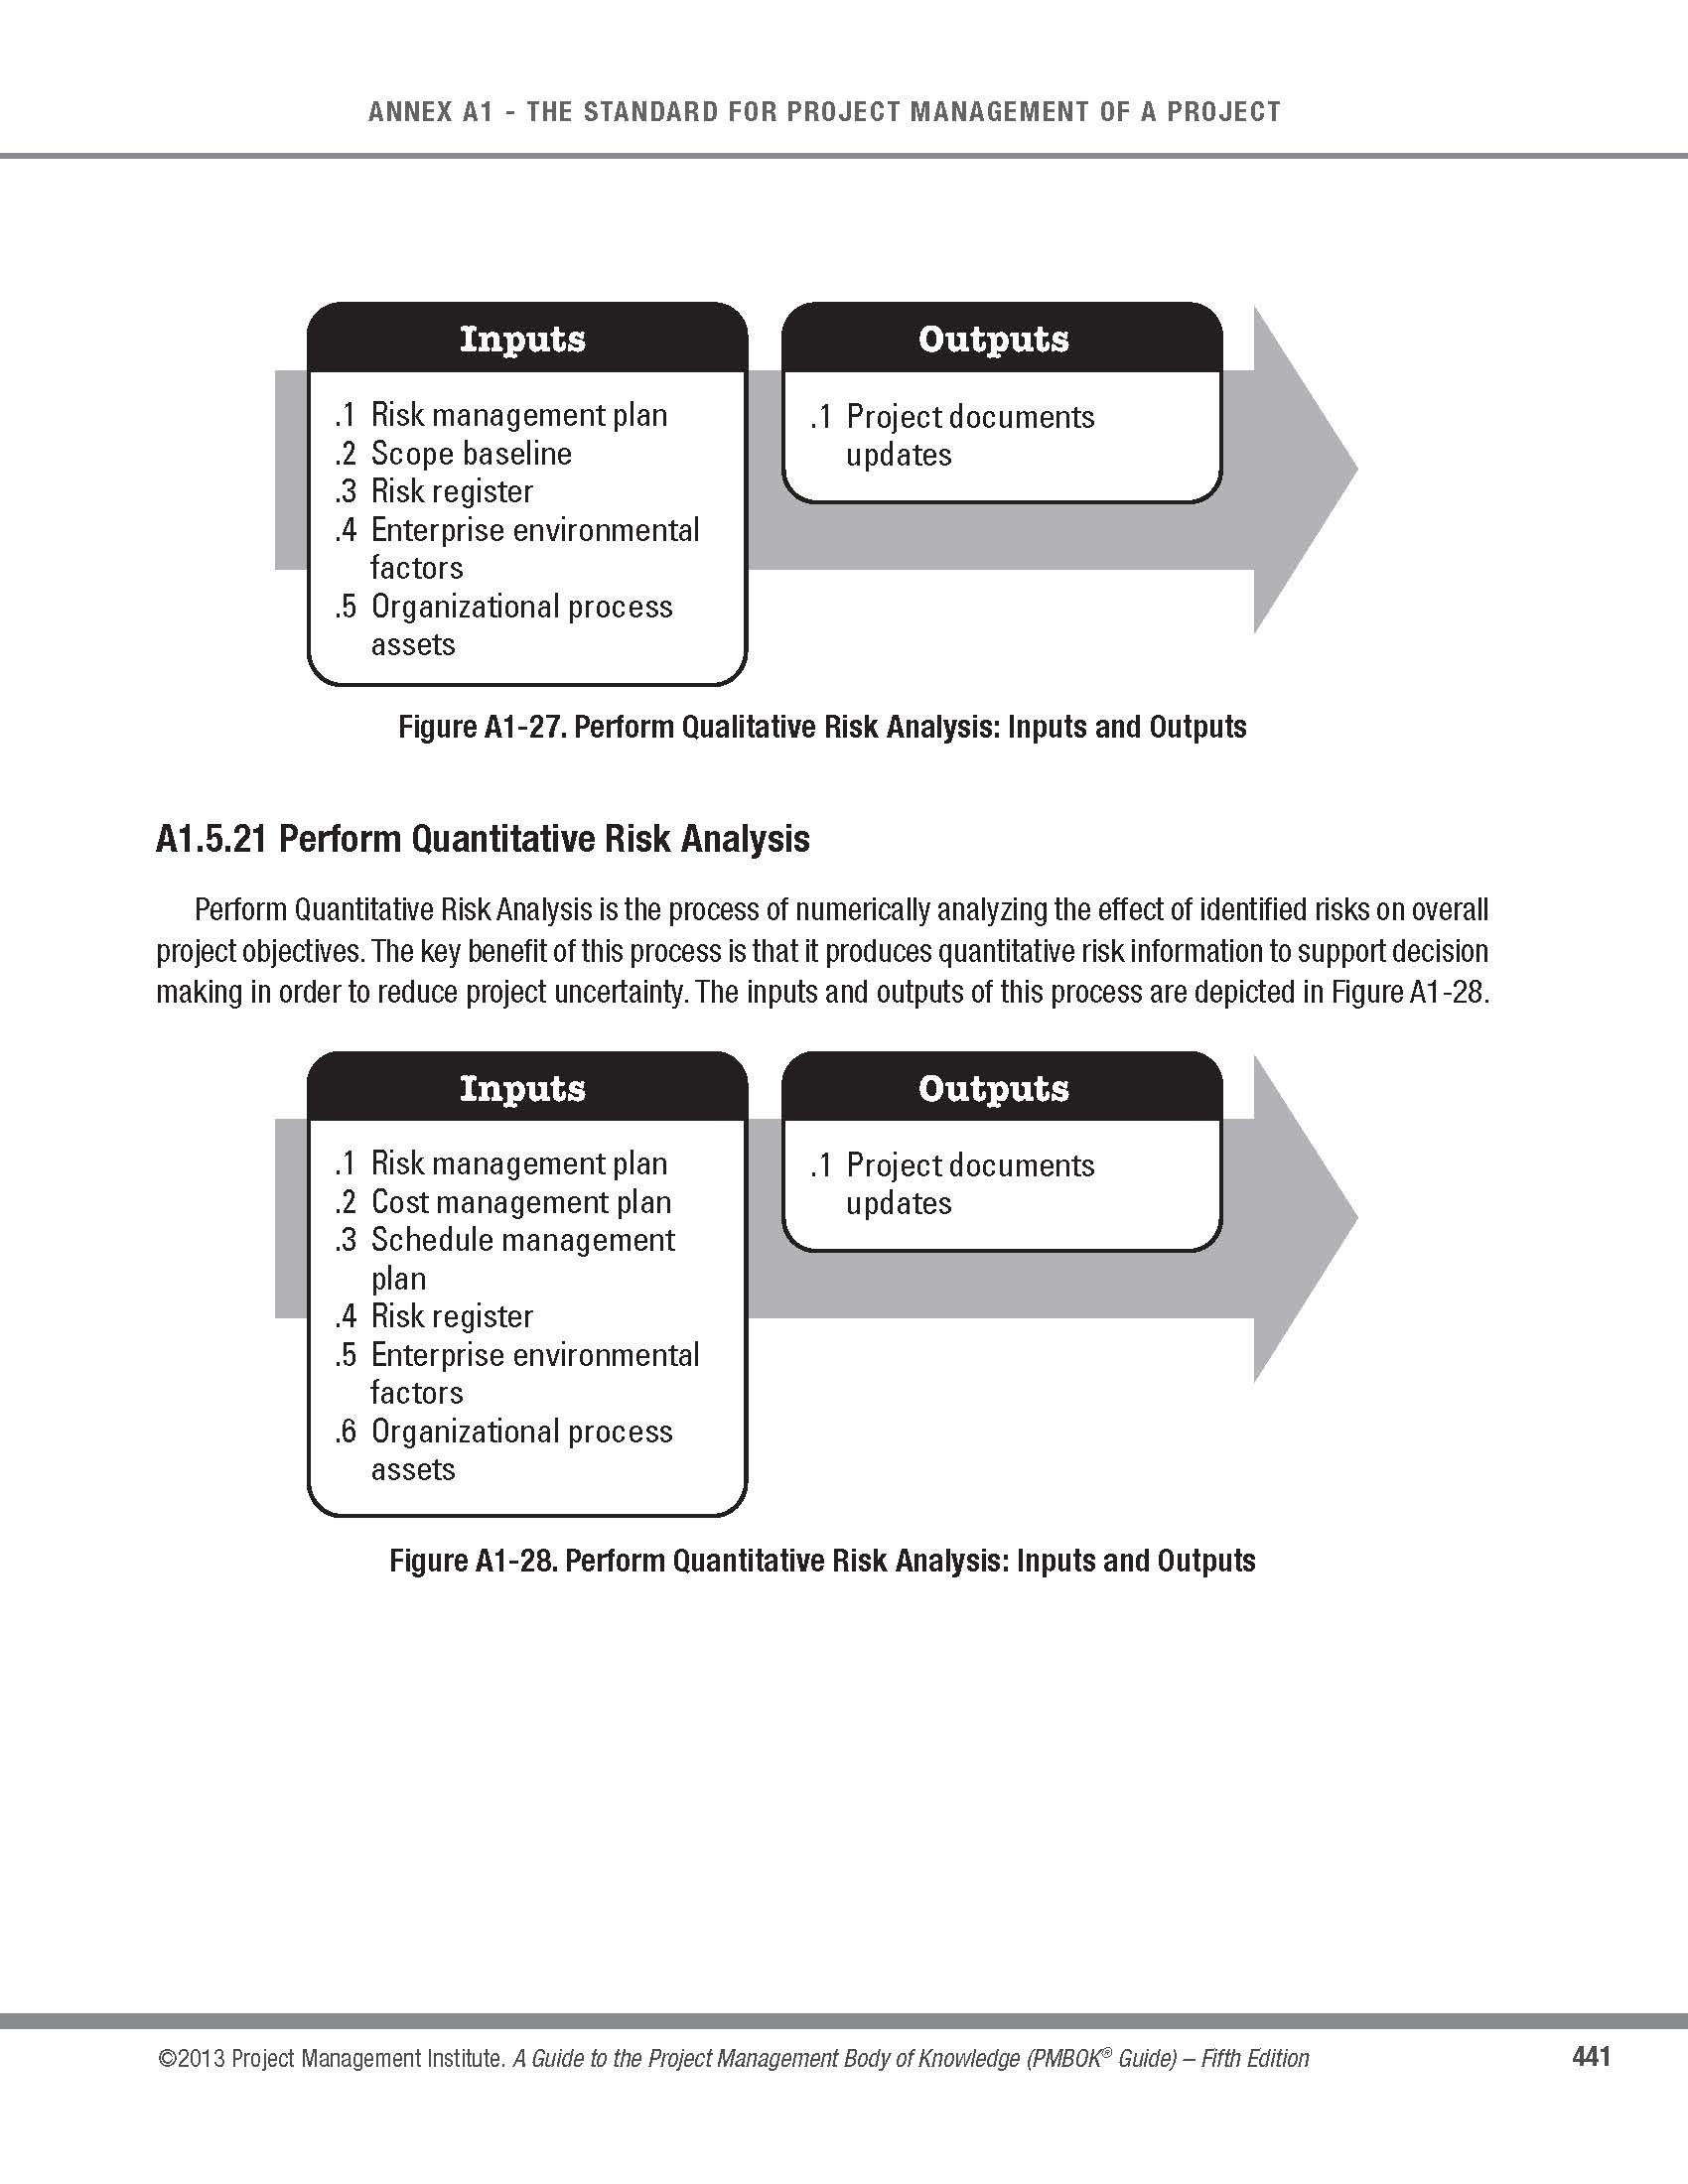 ANNEX A1 - THE STANDARD FOR PROJECT MANAGEMENT OF A PROJECT
Inputs
.1 Risk management plan
.2 Scope baseline
.3 Risk register
.4 Enterprise environmental
factors
.5 Organizational process
assets
Outputs
.1 Project documents
updates
Figure A1-27. Perform Qualitative Risk Analysis: Inputs and Outputs
A1.5.21 Perform Quantitative Risk Analysis
Perform Quantitative Risk Analysis is the process of numerically analyzing the effect of identified risks on overall
project objectives. The key benefit of this process is that it produces quantitative risk information to support decision
making in order to reduce project uncertainty. The inputs and outputs of this process are depicted in Figure A1-28.
Inputs
.1 Risk management plan
.2 Cost management plan
.3 Schedule management
plan
.4 Risk register
.5 Enterprise environmental
factors
.6 Organizational process
assets
Outputs
.1 Project documents
updates
Figure A1-28. Perform Quantitative Risk Analysis: Inputs and Outputs
©2013 Project Management Institute. A Guide to the Project Management Body of Knowledge (PMBOK® Guide) – Fifth Edition
441